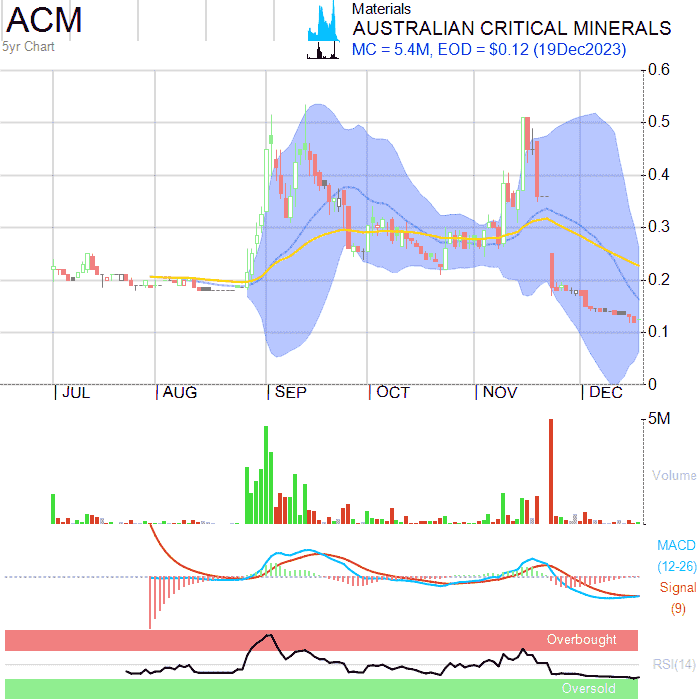 ACM
5yr Chart
Materials
AUSTRALIAN CRITICAL MINERALS
MC = 5.4M, EOD = $0.12 (19Dec2023)
0.6
0.5
0.4
0.3
0.2
0.1
0
JUL AUG SEP OCT NOV DEC
5M
Volume
MACD
(12-26)
Signal
(9)
Overbought
RSI(14)
Oversold